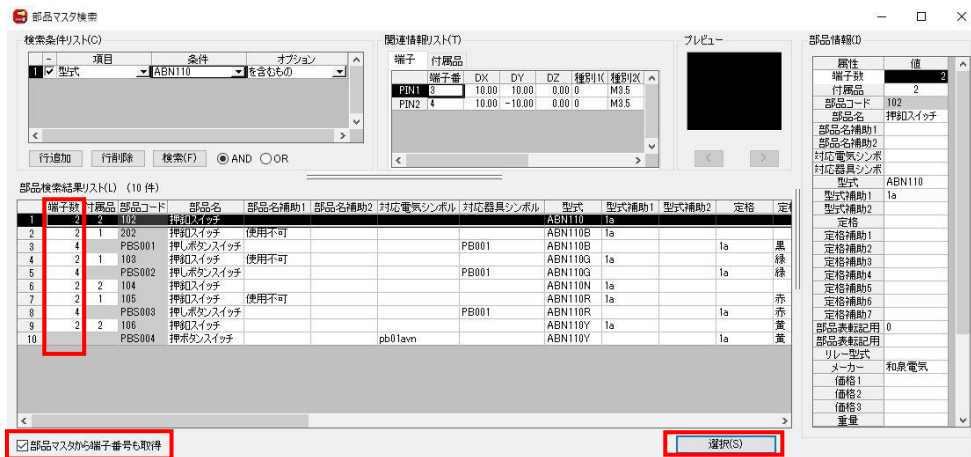 部品マスタ検索
検索条件リスト(C)
- 項目 条件 オプション
1 型式 ABN110 を含むもの
行追加 行削除 検索(F) AND OR
関連情報リスト(T)
端子 付属品
端子番 DX DY DZ 種別1( 種別2(
PIN1 3 10.00 10.00 0.00 0 M3.5
PIN2 4 10.00 -10.00 0.00 0 M3.5
プレビュー
部品検索結果リスト(L) (10 件)
端子数 付属品 部品コード 部品名 部品名補助1 部品名補助2 対応電気シンボル 対応器具シンボル 型式 型式補助1 型式補助2 定格 定
1 2 2 102 押釦スイッチ ABN110 1a
2 2 1 202 押釦スイッチ 使用不可 ABN110B 1a
3 4 PBS001 押しボタンスイッチ PB001 ABN110B 1a 黒
4 2 1 103 押釦スイッチ 使用不可 ABN110G 1a 緑
5 4 PBS002 押しボタンスイッチ PB001 ABN110G 1a 緑
6 2 2 104 押釦スイッチ ABN110N 1a
7 2 1 105 押釦スイッチ 使用不可 ABN110R 1a 赤
8 4 PBS003 押しボタンスイッチ PB001 ABN110R 1a 赤
9 2 2 106 押釦スイッチ ABN110Y 1a 黄
10 PBS004 押ボタンスイッチ pb01avn ABN110Y 1a 黄
部品マスタから端子番号も取得
選択(S)
部品情報(I)
属性 値
端子数 2
付属品 2
部品コード 102
部品名 押釦スイッチ
部品名補助1
部品名補助2
対応電気シンボ
対応器具シンボ
型式 ABN110
型式補助1 1a
型式補助2
定格
定格補助1
定格補助2
定格補助3
定格補助4
定格補助5
定格補助6
定格補助7
部品表転記用 0
部品表転記用
リレー型式
メーカー 和泉電気
価格1
価格2
価格3
重量